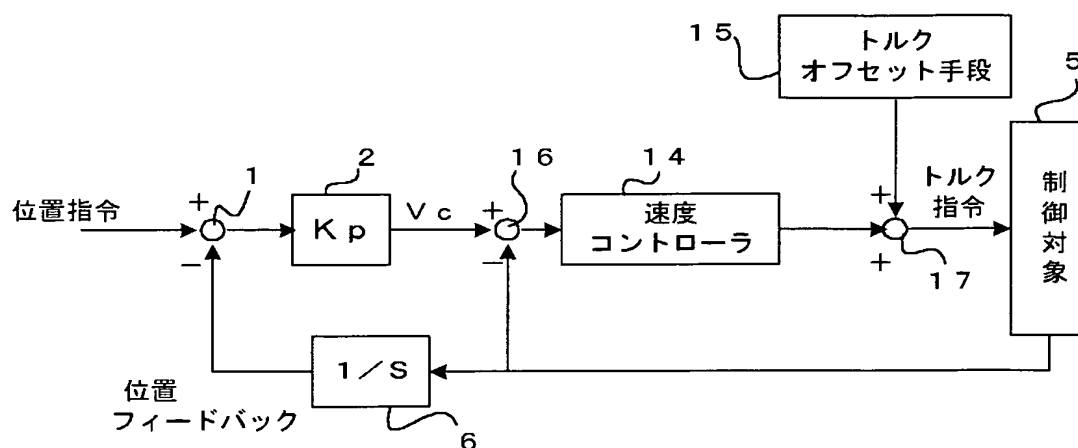 15
トルク
オフセット手段
5
位置指令
+
1
-
2
Kp
Vc
+
16
-
14
速度
コントローラ
+
+
17
トルク
指令
制御対象
1/S
6
位置
フィードバック